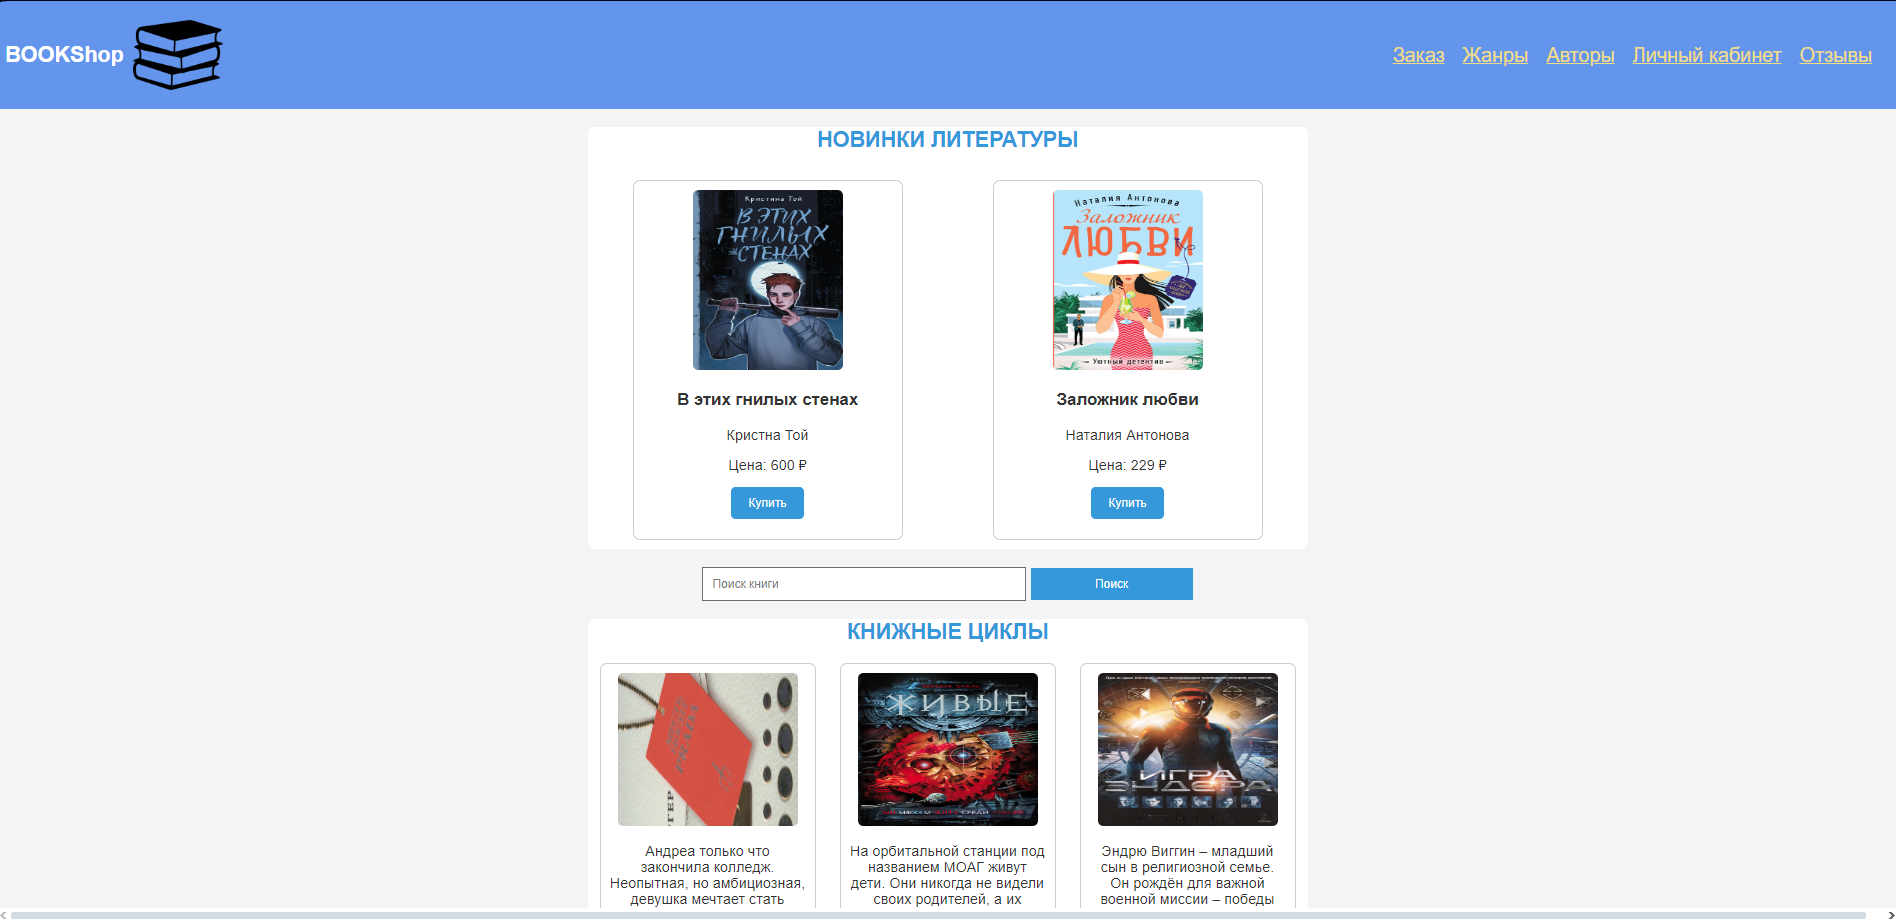 BOOKShop
Заказ Жанры Авторы Личный кабинет Отзывы
НОВИНКИ ЛИТЕРАТУРЫ
Кристина Той
В ЭТИХ
ГНИЛЫХ
СТЕНАХ
Наталия Антонова
Заложник
ЛЮБВИ
Уютный детектив
В этих гнилых стенах
Заложник любви
Кристна Той
Наталия Антонова
Цена: 600 ₽
Цена: 229 ₽
Купить
Купить
Поиск книги
Поиск
КНИЖНЫЕ ЦИКЛЫ
PRADA
ЖИВЫЕ
ИГРА
ЭНДЕРА
Андреа только что
закончила колледж.
Неопытная, но амбициозная,
девушка мечтает стать
На орбитальной станции под
названием МОАГ живут
дети. Они никогда не видели
своих родителей, а их
Эндрю Виггин – младший
сын в религиозной семье.
Он рождён для важной
военной миссии – победы